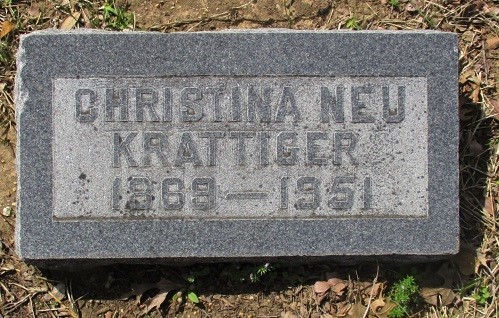 CHRISTINA NEU
KRATTIGER
1869—1951